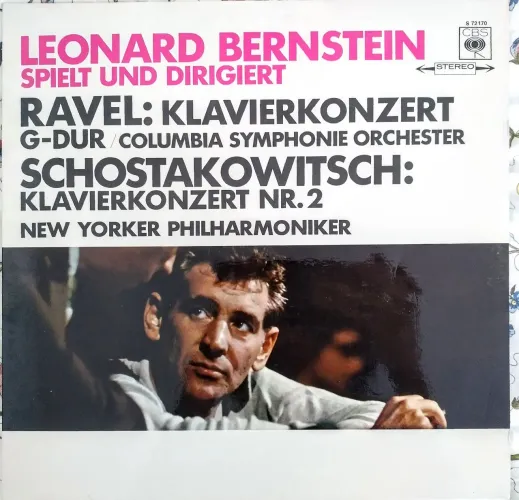 S 72170
CBS
LEONARD BERNSTEIN
STEREO
SPIELT UND DIRIGIERT
RAVEL: KLAVIERKONZERT
G-DUR / COLUMBIA SYMPHONIE ORCHESTER
SCHOSTAKOWITSCH:
KLAVIERKONZERT NR. 2
NEW YORKER PHILHARMONIKER